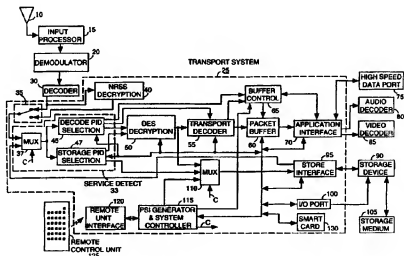 10
INPUT PROCESSOR
15
DEMODULATOR
20
DECODER
30
TRANSPORT SYSTEM
25
35
NRSS DECRYPTION
40
BUFFER CONTROL
65
HIGH SPEED DATA PORT
75
AUDIO DECODER
80
VIDEO DECODER
85
MUX
C
DECODE PID SELECTION
45
47
STORAGE PID SELECTION
DES DECRYPTION
50
TRANSPORT DECODER
55
PACKET BUFFER
60
APPLICATION INTERFACE
70
SERVICE DETECT
33
MUX
110
C
STORE INTERFACE
95
STORAGE DEVICE
90
I/O PORT
100
105
STORAGE MEDIUM
SMART CARD
130
115
PSI GENERATOR & SYSTEM CONTROLLER
C
120
REMOTE UNIT INTERFACE
REMOTE CONTROL UNIT
125